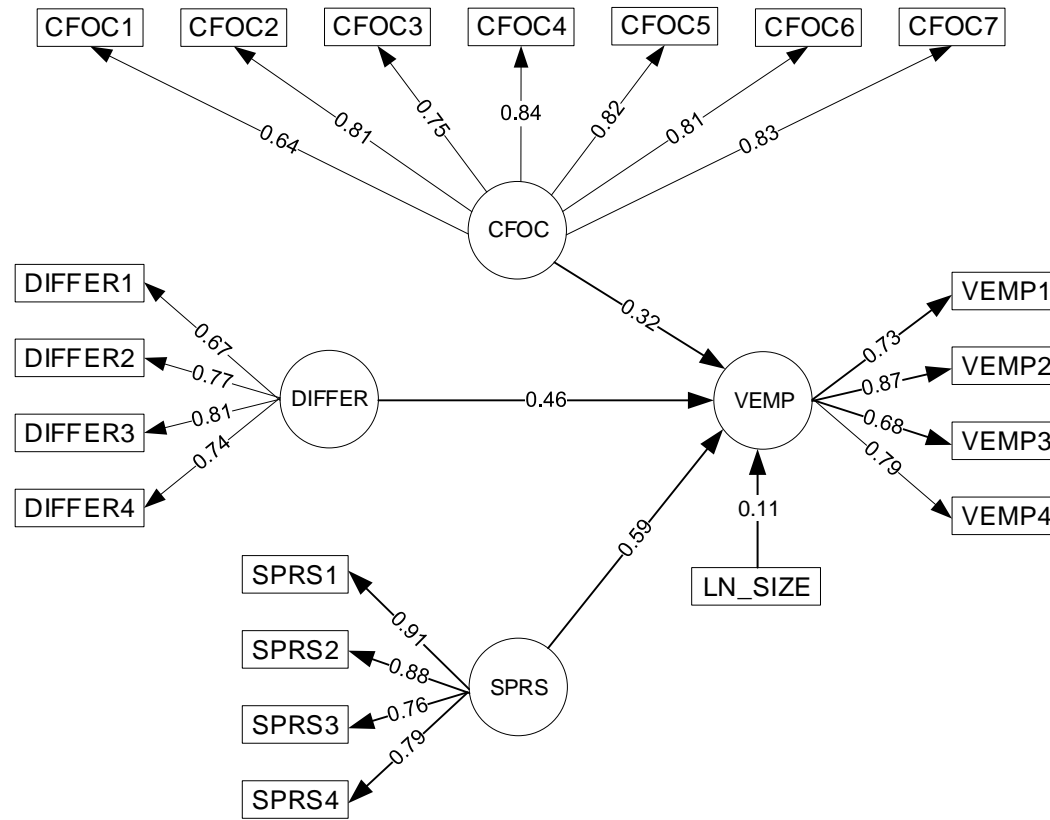 CFOC1 CFOC2 CFOC3 CFOC4 CFOC5 CFOC6 CFOC7
0.64 0.81 0.75 0.84 0.82 0.81 0.83
CFOC
DIFFER1
DIFFER2
DIFFER3
DIFFER4
0.67
0.77
0.81
0.74
DIFFER
0.32
0.46
VEMP
0.73
0.87
0.68
0.79
VEMP1
VEMP2
VEMP3
VEMP4
0.59
0.11
LN_SIZE
SPRS1
SPRS2
SPRS3
SPRS4
0.91
0.88
0.76
0.79
SPRS